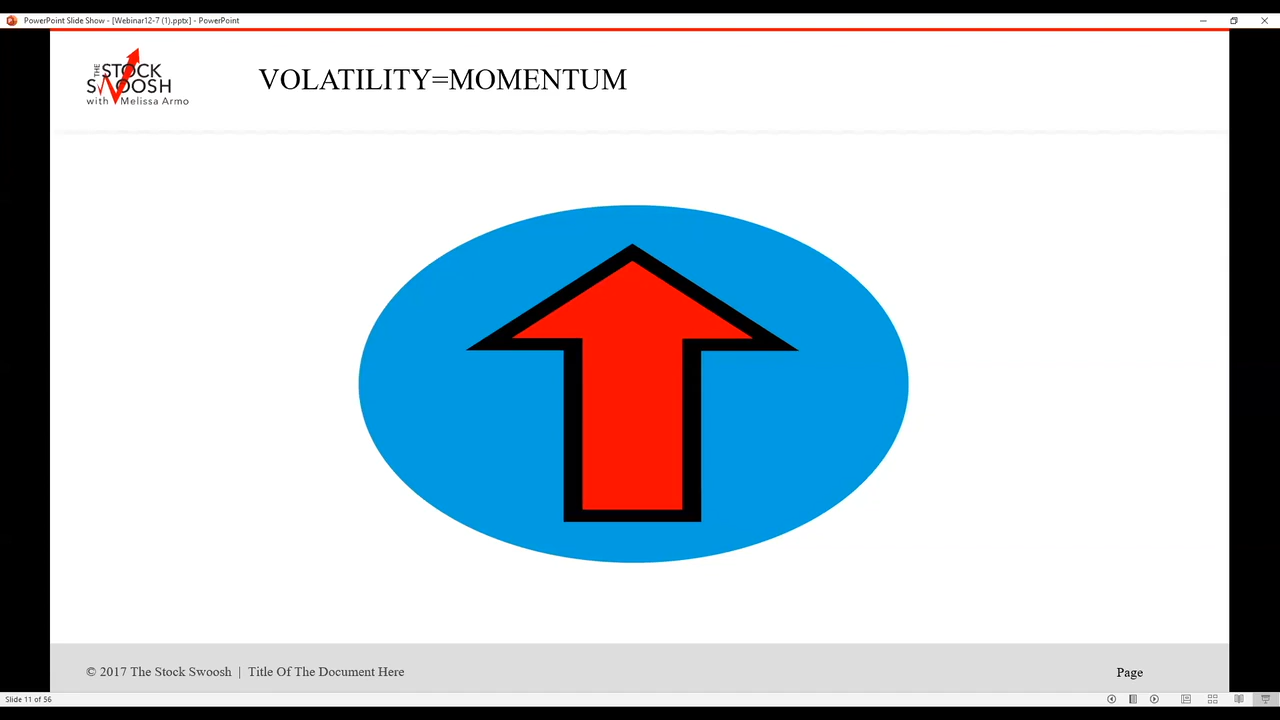 PowerPoint Slide Show - [Webinar12-7 (1).pptx] - PowerPoint
THE STOCK
SWOOSH
with Melissa Armo
VOLATILITY=MOMENTUM
© 2017 The Stock Swoosh | Title Of The Document Here
Page
Slide 11 of 56